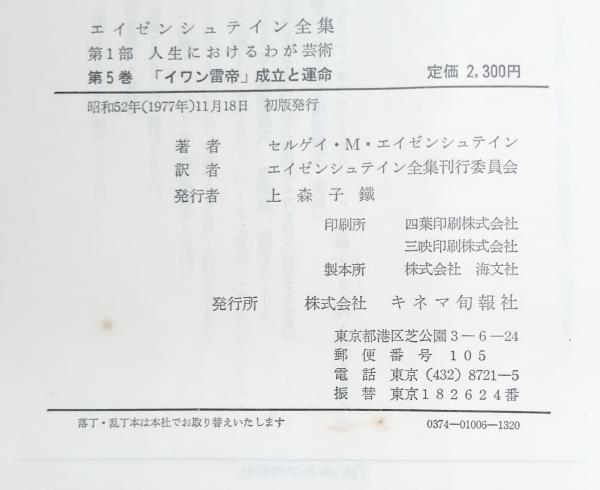 エイゼンシュテイン全集
第1部 人生におけるわが芸術
第5巻 「イワン雷帝」成立と運命 定価 2,300円
昭和52年(1977年)11月18日 初版発行
著者 セルゲイ・M・エイゼンシュテイン
訳者 エイゼンシュテイン全集刊行委員会
発行者 上森子鐵
印刷所 四葉印刷株式会社
三映印刷株式会社
製本所 株式会社 海文社
発行所 株式会社 キネマ旬報社
東京都港区芝公園3-6-24
郵便番号 105
電話 東京(432)8721-5
振替 東京182624番
落丁・乱丁本は本社でお取り替えいたします 0374-01006-1320